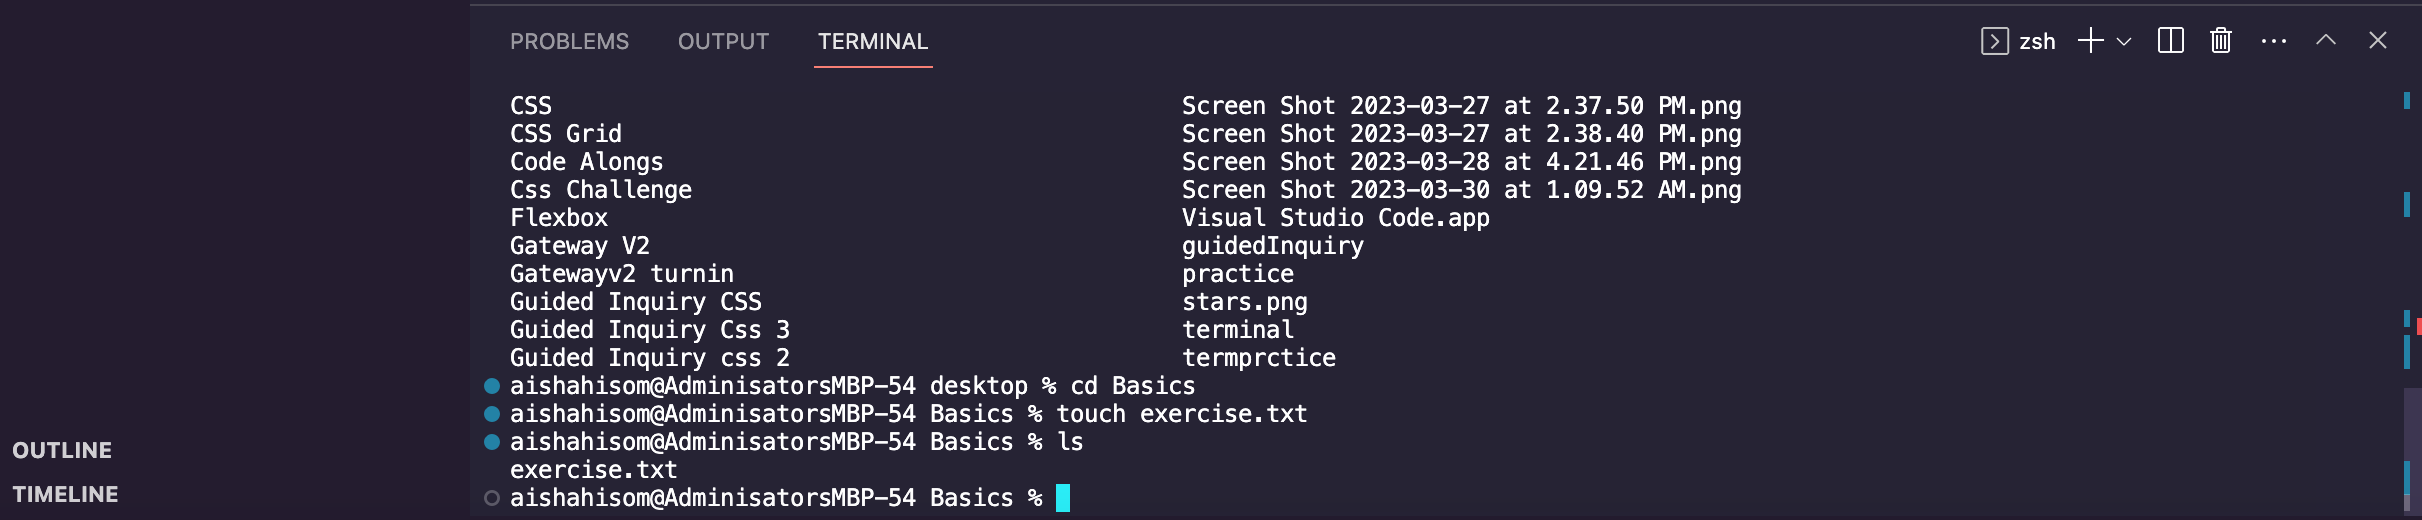 PROBLEMS OUTPUT TERMINAL zsh
CSS Screen Shot 2023-03-27 at 2.37.50 PM.png
CSS Grid Screen Shot 2023-03-27 at 2.38.40 PM.png
Code Alongs Screen Shot 2023-03-28 at 4.21.46 PM.png
Css Challenge Screen Shot 2023-03-30 at 1.09.52 AM.png
Flexbox Visual Studio Code.app
Gateway V2 guidedInquiry
Gatewayv2 turnin practice
Guided Inquiry CSS stars.png
Guided Inquiry Css 3 terminal
Guided Inquiry css 2 termprctice
aishahisom@AdminisatorsMBP-54 desktop % cd Basics
aishahisom@AdminisatorsMBP-54 Basics % touch exercise.txt
aishahisom@AdminisatorsMBP-54 Basics % ls
exercise.txt
aishahisom@AdminisatorsMBP-54 Basics %
OUTLINE
TIMELINE